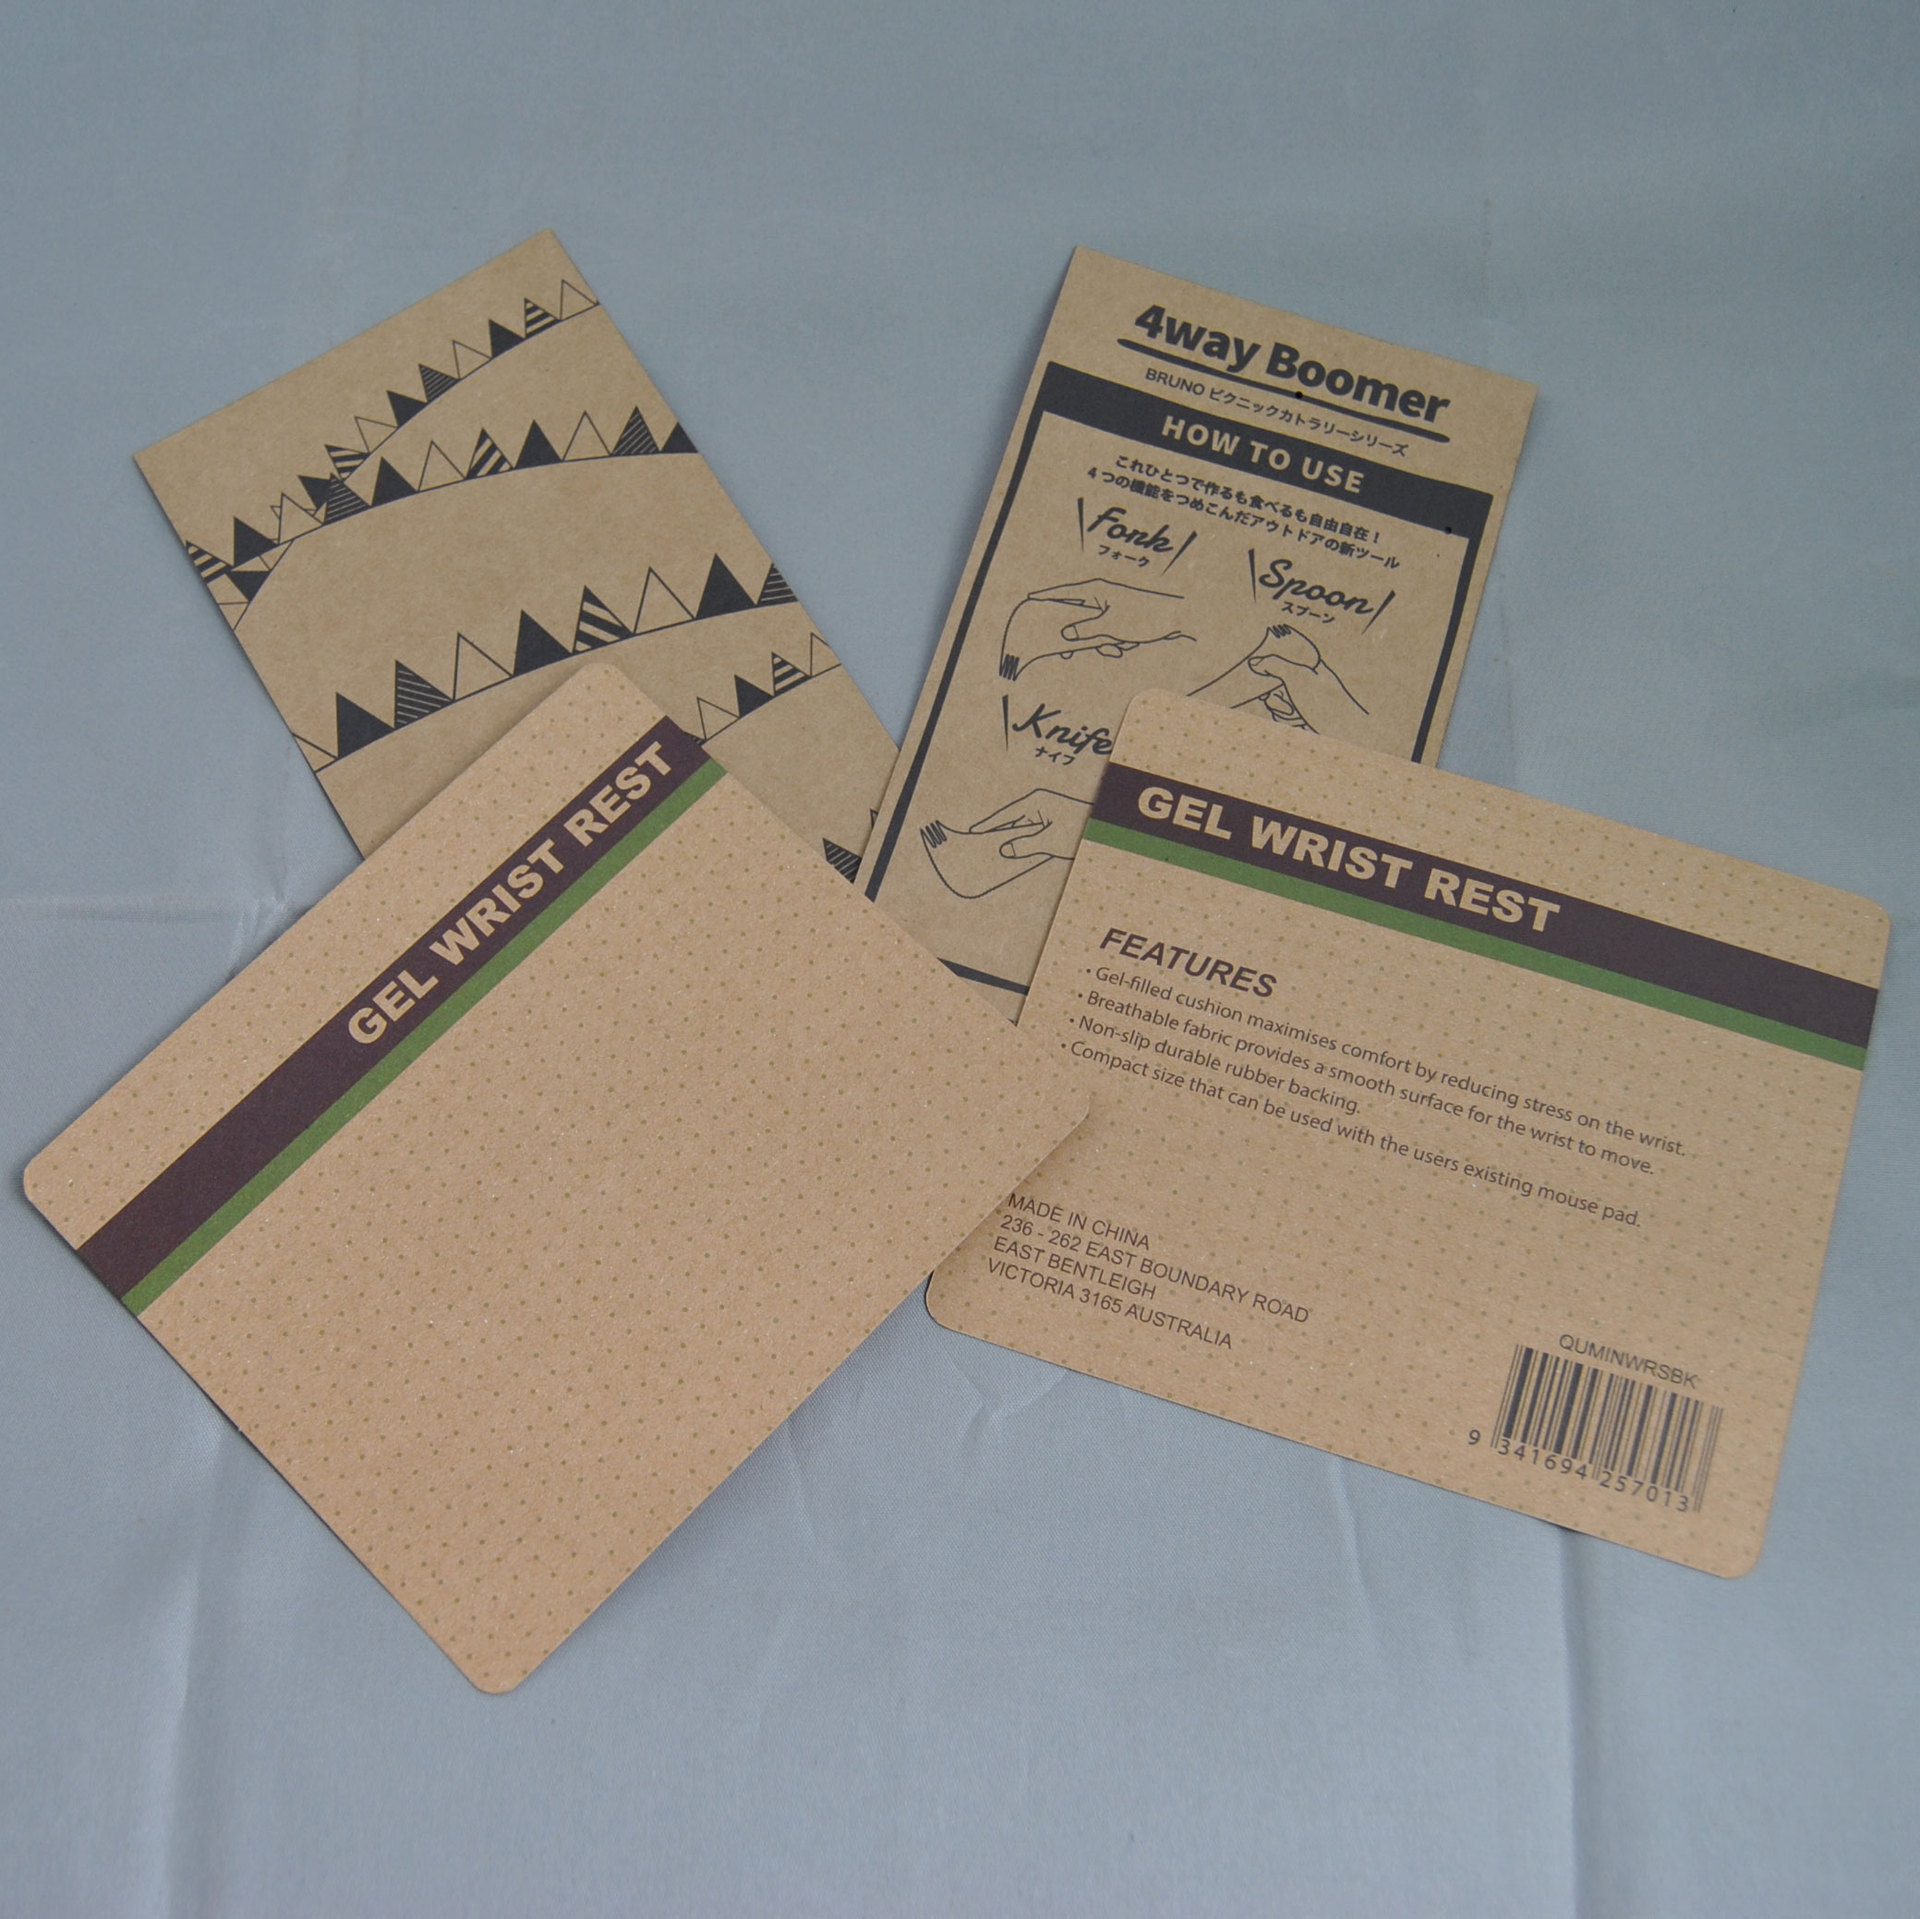 4way Boomer
BRUNO ピクニックカトラリーシリーズ
HOW TO USE
これひとつで作るも食べるも自由自在！
4つの機能をつめこんだアウトドアの新ツール
Fork
フォーク
Spoon
スプーン
Knife
ナイフ
GEL WRIST REST
GEL WRIST REST
FEATURES
• Gel-filled cushion maximises comfort by reducing stress on the wrist.
• Breathable fabric provides a smooth surface for the wrist to move.
• Non-slip durable rubber backing.
• Compact size that can be used with the users existing mouse pad.
MADE IN CHINA
236 - 262 EAST BOUNDARY ROAD
EAST BENTLEIGH
VICTORIA 3165 AUSTRALIA
QUMINWRSBK
9 341694 257013